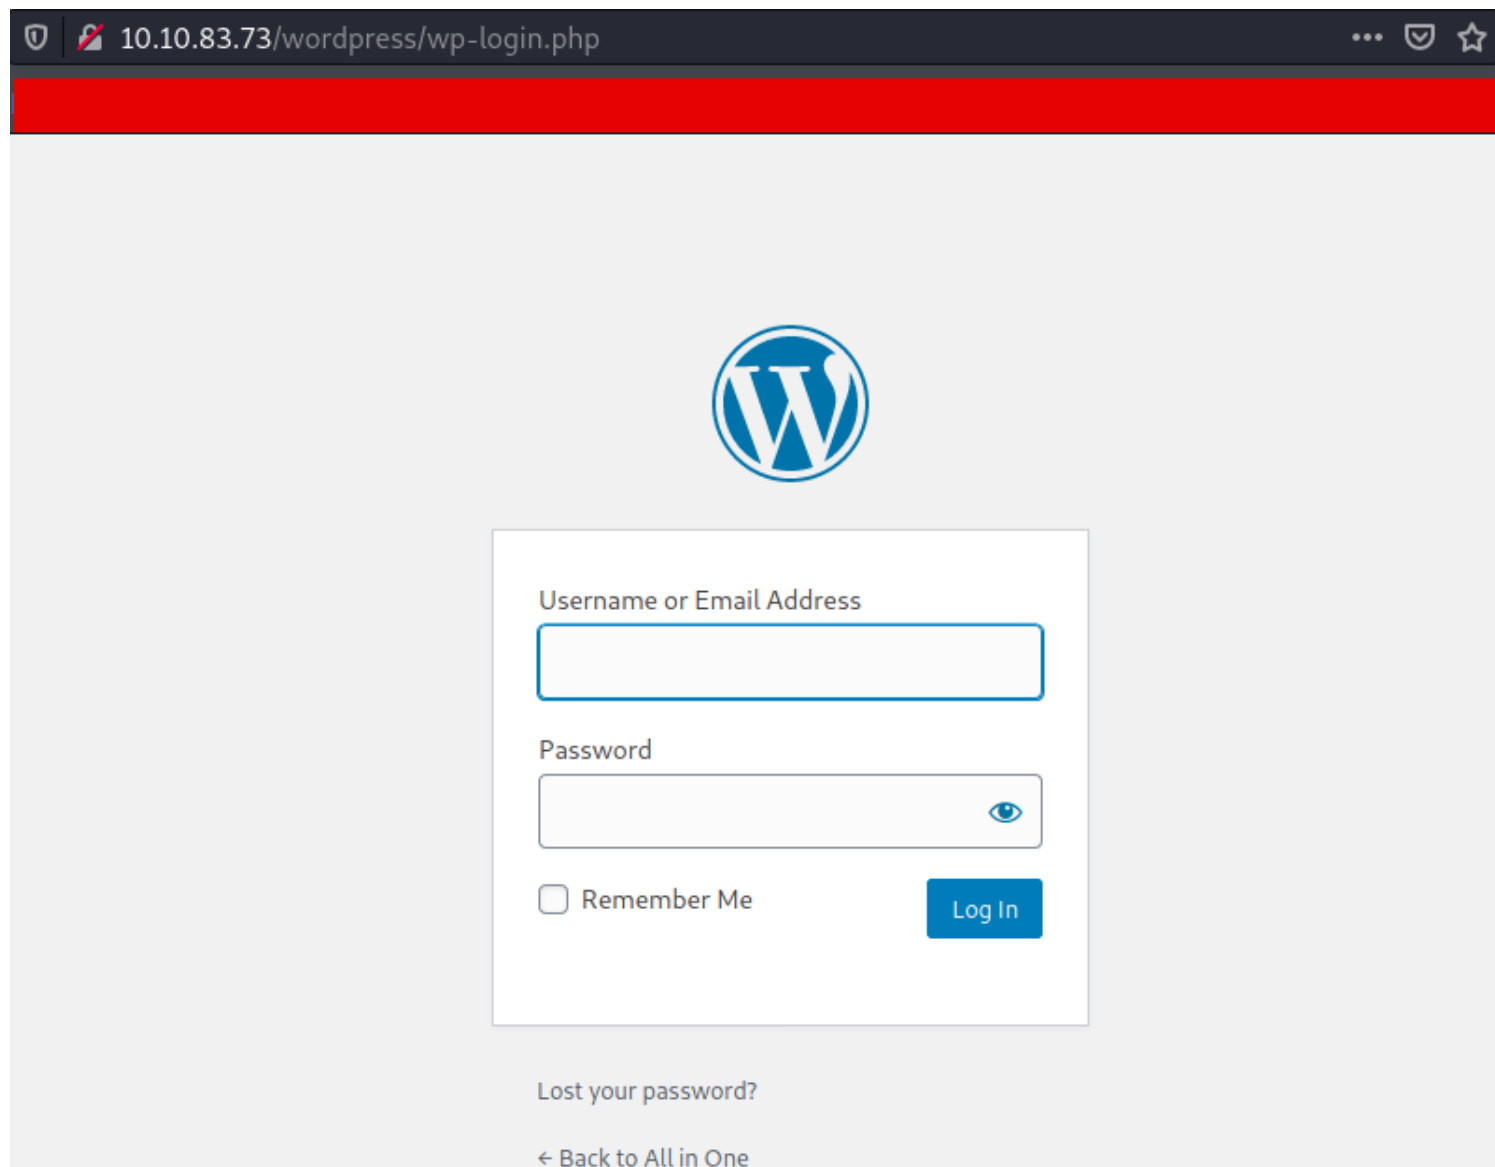 10.10.83.73/wordpress/wp-login.php
Username or Email Address
Password
Remember Me
Log In
Lost your password?
← Back to All in One